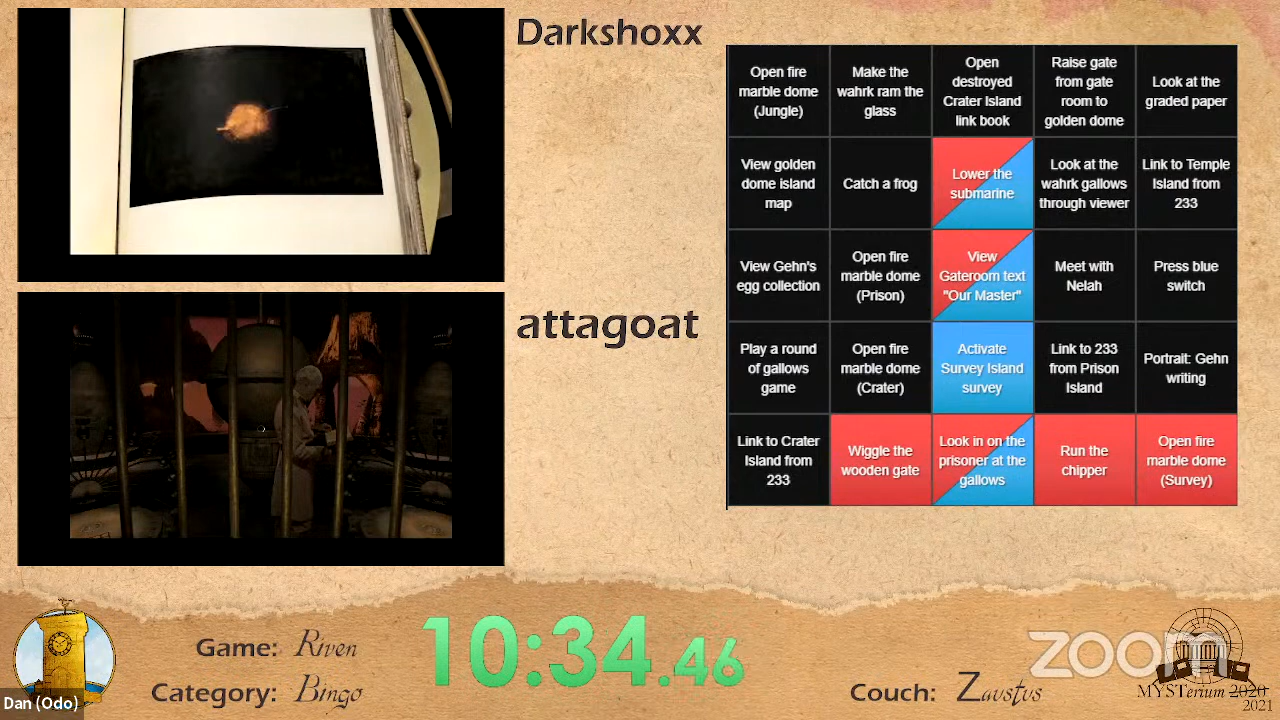 Darkshoxx
attagoat
Open fire
marble dome
(Jungle)
Make the
wahrk ram the
glass
Open
destroyed
Crater Island
link book
Raise gate
from gate
room to
golden dome
Look at the
graded paper
View golden
dome island
map
Catch a frog
Lower the
submarine
Look at the
wahrk gallows
through viewer
Link to Temple
Island from
233
View Gehn's
egg collection
Open fire
marble dome
(Prison)
View
Gateroom text
"Our Master"
Meet with
Nelah
Press blue
switch
Play a round
of gallows
game
Open fire
marble dome
(Crater)
Activate
Survey Island
survey
Link to 233
from Prison
Island
Portrait: Gehn
writing
Link to Crater
Island from
233
Wiggle the
wooden gate
Look in on the
prisoner at the
gallows
Run the
chipper
Open fire
marble dome
(Survey)
Game: Riven
Category: Bingo
10:34.46
Couch: Zaustus
zoom
MYSTerium 2020
2021
Dan (Odo)